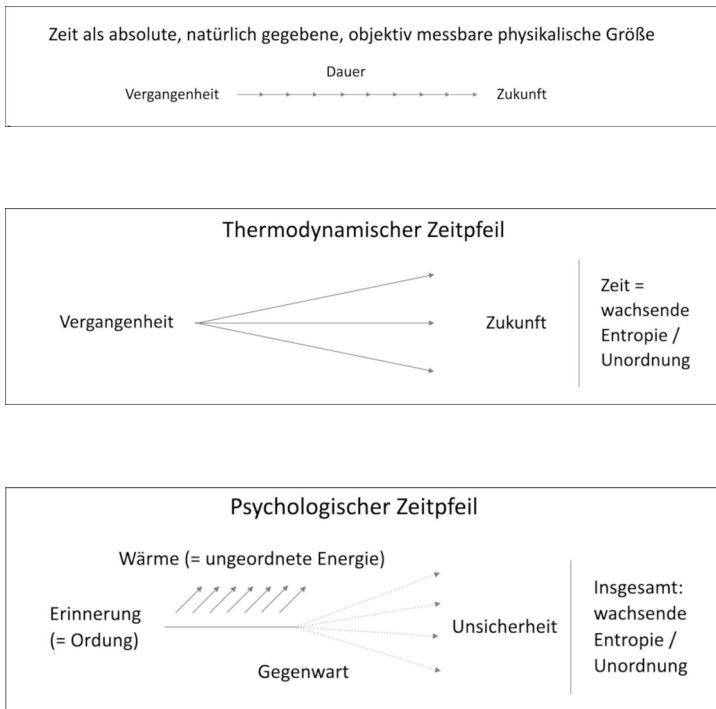 Zeit als absolute, natürlich gegebene, objektiv messbare physikalische Größe
Dauer
Vergangenheit
Zukunft
Thermodynamischer Zeitpfeil
Vergangenheit
Zukunft
Zeit =
wachsende
Entropie /
Unordnung
Psychologischer Zeitpfeil
Wärme (= ungeordnete Energie)
Erinnerung
(= Ordung)
Gegenwart
Unsicherheit
Insgesamt:
wachsende
Entropie /
Unordnung